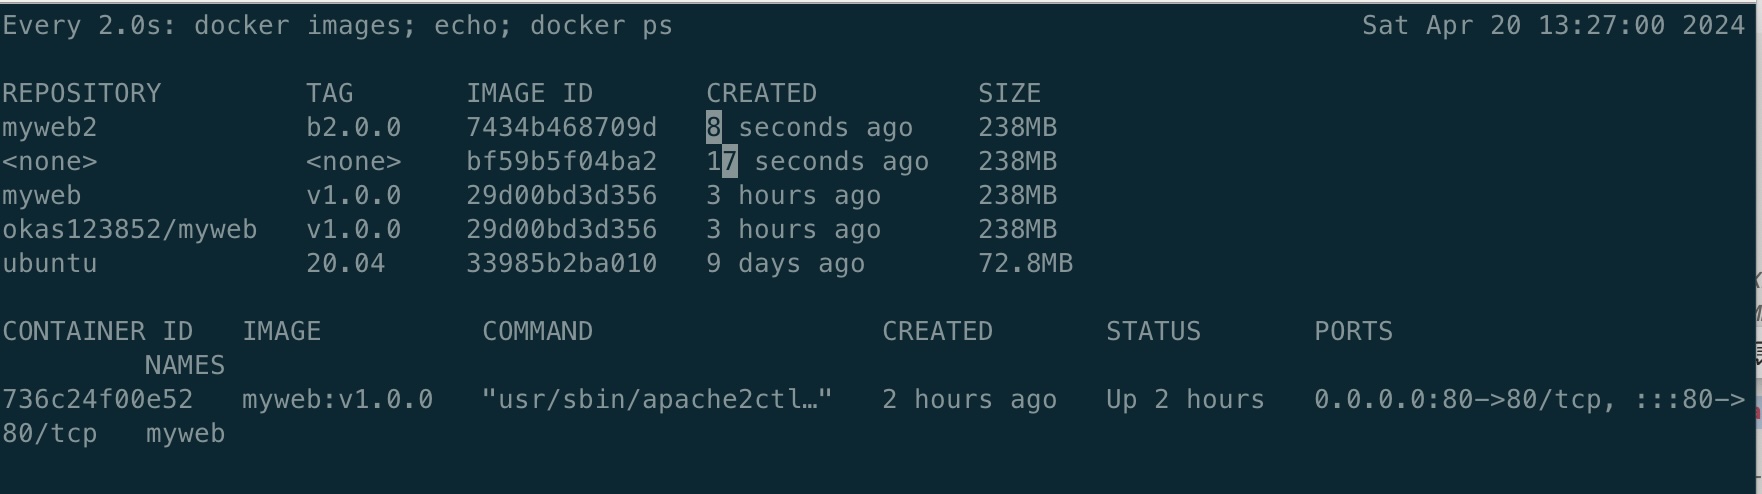 Every 2.0s: docker images; echo; docker ps Sat Apr 20 13:27:00 2024
REPOSITORY TAG IMAGE ID CREATED SIZE
myweb2 b2.0.0 7434b468709d 8 seconds ago 238MB
<none> <none> bf59b5f04ba2 17 seconds ago 238MB
myweb v1.0.0 29d00bd3d356 3 hours ago 238MB
okas123852/myweb v1.0.0 29d00bd3d356 3 hours ago 238MB
ubuntu 20.04 33985b2ba010 9 days ago 72.8MB
CONTAINER ID IMAGE COMMAND CREATED STATUS PORTS
NAMES
736c24f00e52 myweb:v1.0.0 "usr/sbin/apache2ctl…" 2 hours ago Up 2 hours 0.0.0.0:80->80/tcp, :::80->
80/tcp myweb